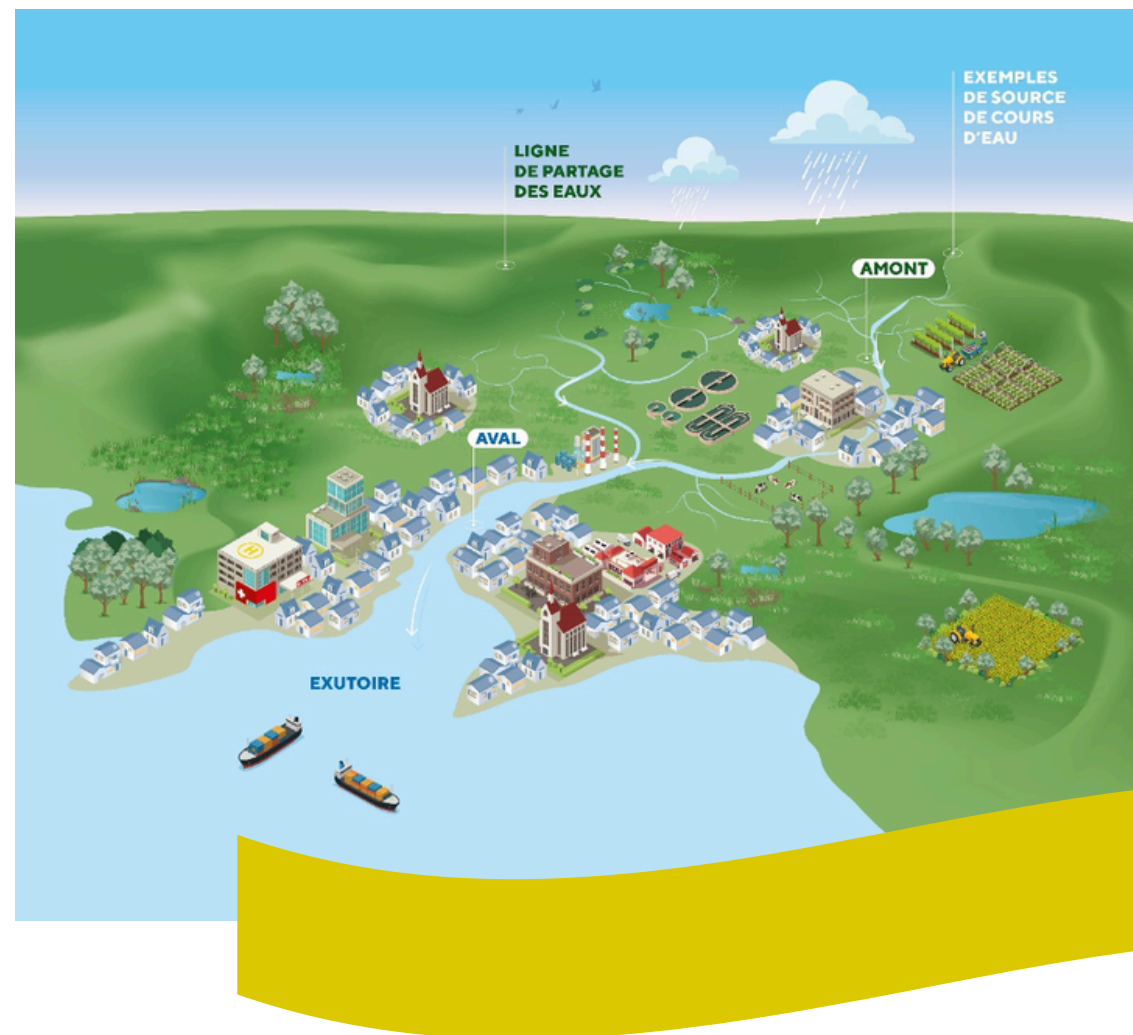 EXEMPLES
DE SOURCE
DE COURS
D'EAU
LIGNE
DE PARTAGE
DES EAUX
AMONT
AVAL
H
EXUTOIRE